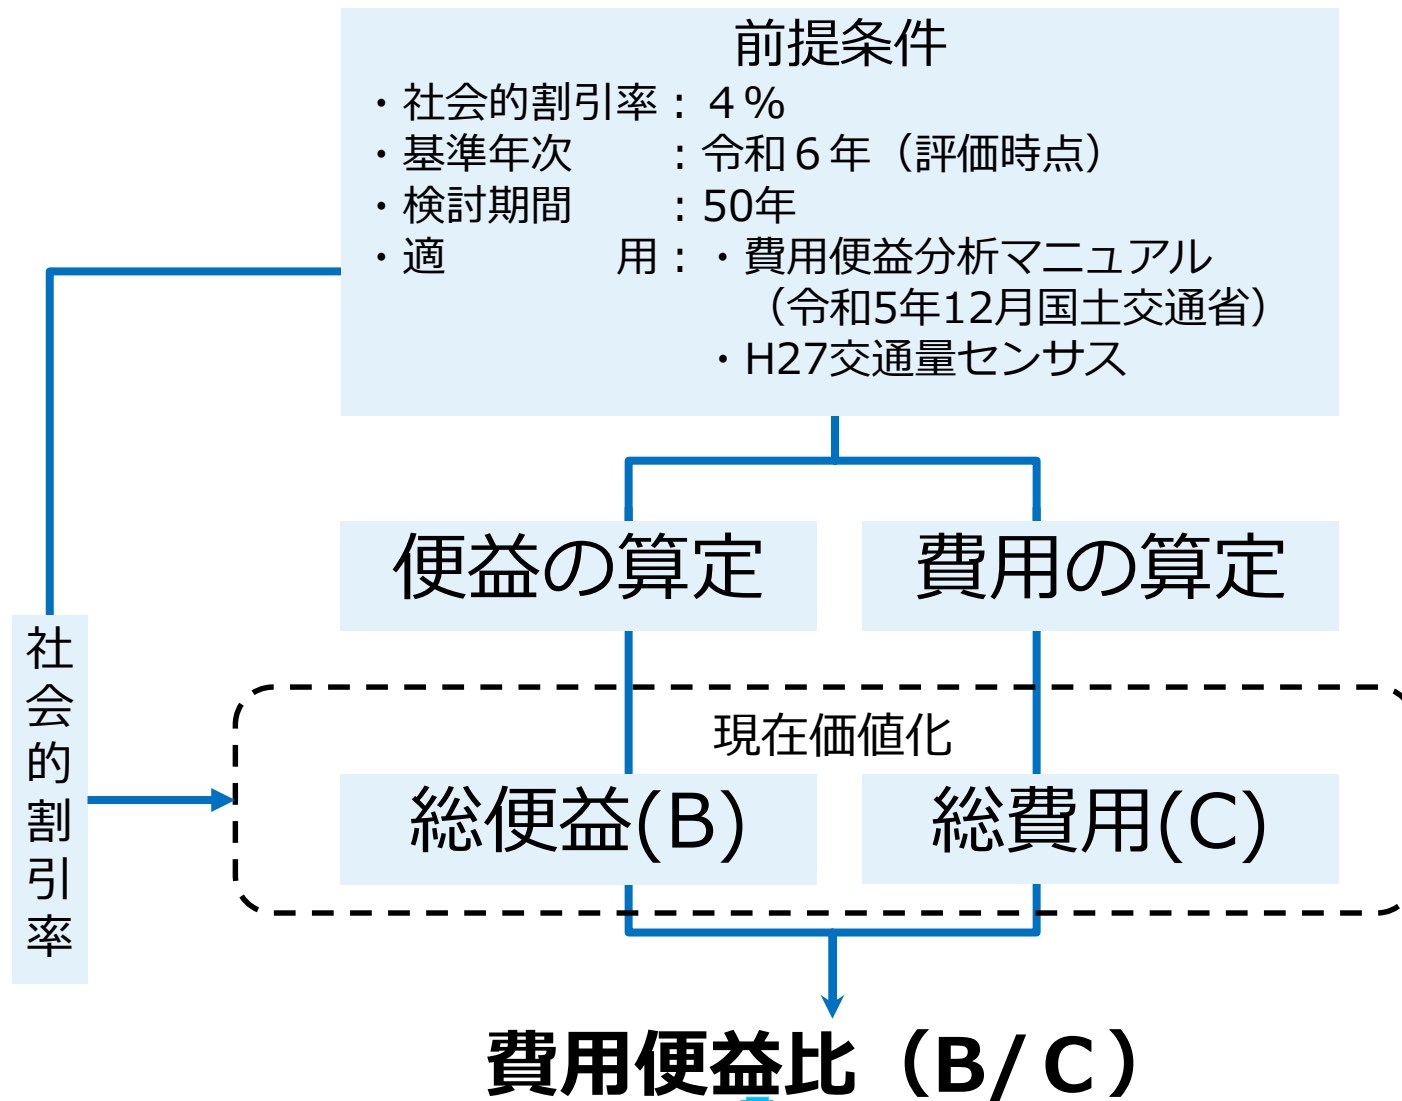 前提条件
・社会的割引率：４%
・基準年次　　：令和６年（評価時点）
・検討期間　　：50年
・適　　　　用：・費用便益分析マニュアル
（令和5年12月国土交通省）
・H27交通量センサス
便益の算定
費用の算定
社会的割引率
現在価値化
総便益(B)
総費用(C)
費用便益比（B/Ｃ）